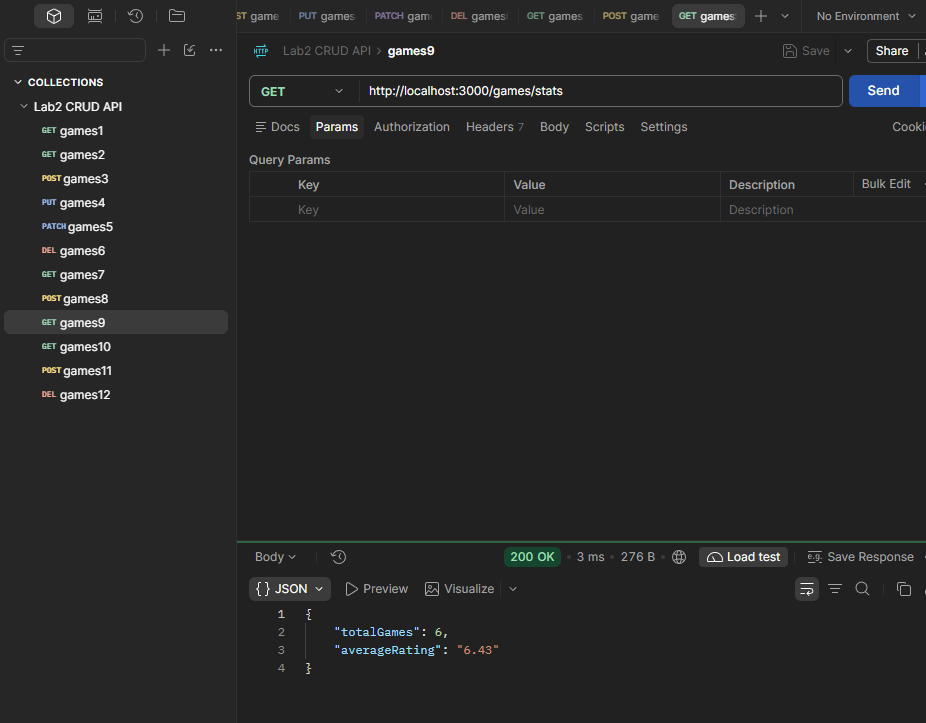 ST game PUT games PATCH gam DEL games GET games POST game GET games No Environment
Lab2 CRUD API > games9 Save Share
COLLECTIONS
Lab2 CRUD API
GET games1
GET games2
POST games3
PUT games4
PATCH games5
DEL games6
GET games7
POST games8
GET games9
GET games10
POST games11
DEL games12
GET http://localhost:3000/games/stats Send
Docs Params Authorization Headers 7 Body Scripts Settings Cooki
Query Params
Key Value Description Bulk Edit
Key Value Description
Body 200 OK • 3 ms • 276 B • Load test e.g. Save Response
{} JSON Preview Visualize
1 {
2 "totalGames": 6,
3 "averageRating": "6.43"
4 }